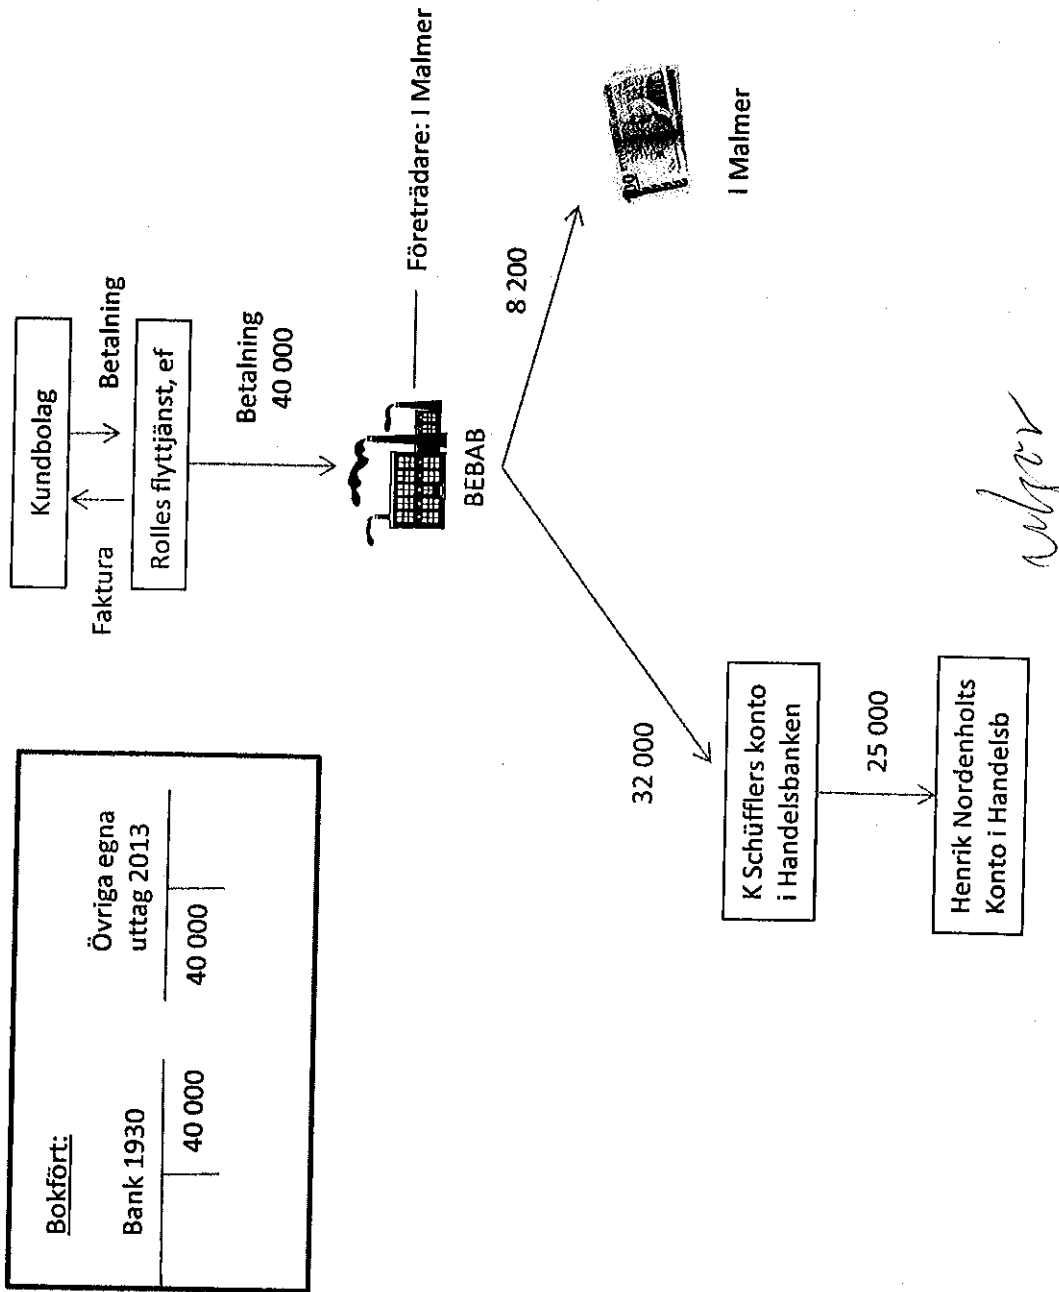 Bokfört:
Bank 1930
40 000
Övriga egna
uttag 2013
40 000
Kundbolag
Faktura
Betalning
Rolles flyttjänst, ef
Betalning
40 000
BEBAB
Företrädare: I Malmer
32 000
8 200
K Schüfflers konto
i Handelsbanken
25 000
Henrik Nordenholts
Konto i Handelsb
I Malmer